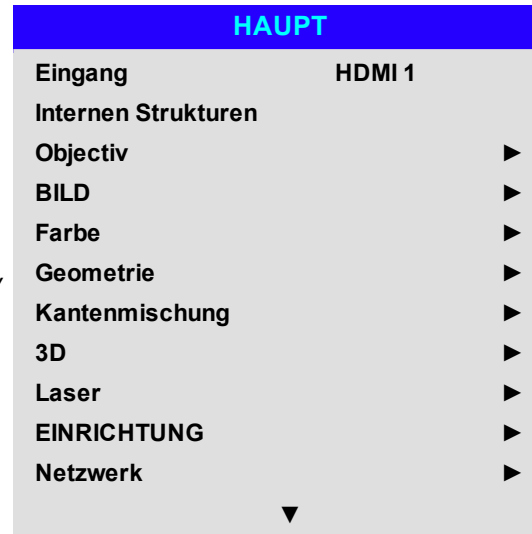 HAUPT
Eingang HDMI 1
Internen Strukturen
Objectiv ►
BILD ►
Farbe ►
Geometrie ►
Kantenmischung ►
3D ►
Laser ►
EINRICHTUNG ►
Netzwerk ►
▼